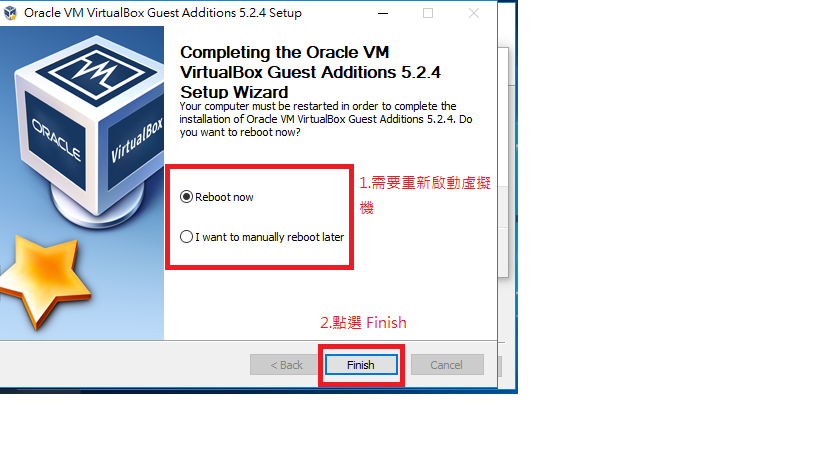 Oracle VM VirtualBox Guest Additions 5.2.4 Setup
Completing the Oracle VM
VirtualBox Guest Additions 5.2.4
Setup Wizard
Your computer must be restarted in order to complete the
installation of Oracle VM VirtualBox Guest Additions 5.2.4. Do
you want to reboot now?
ORACLE
VirtualBox
Reboot now
1.需要重新啟動虛擬
機
I want to manually reboot later
2.點選 Finish
< Back
Finish
Cancel